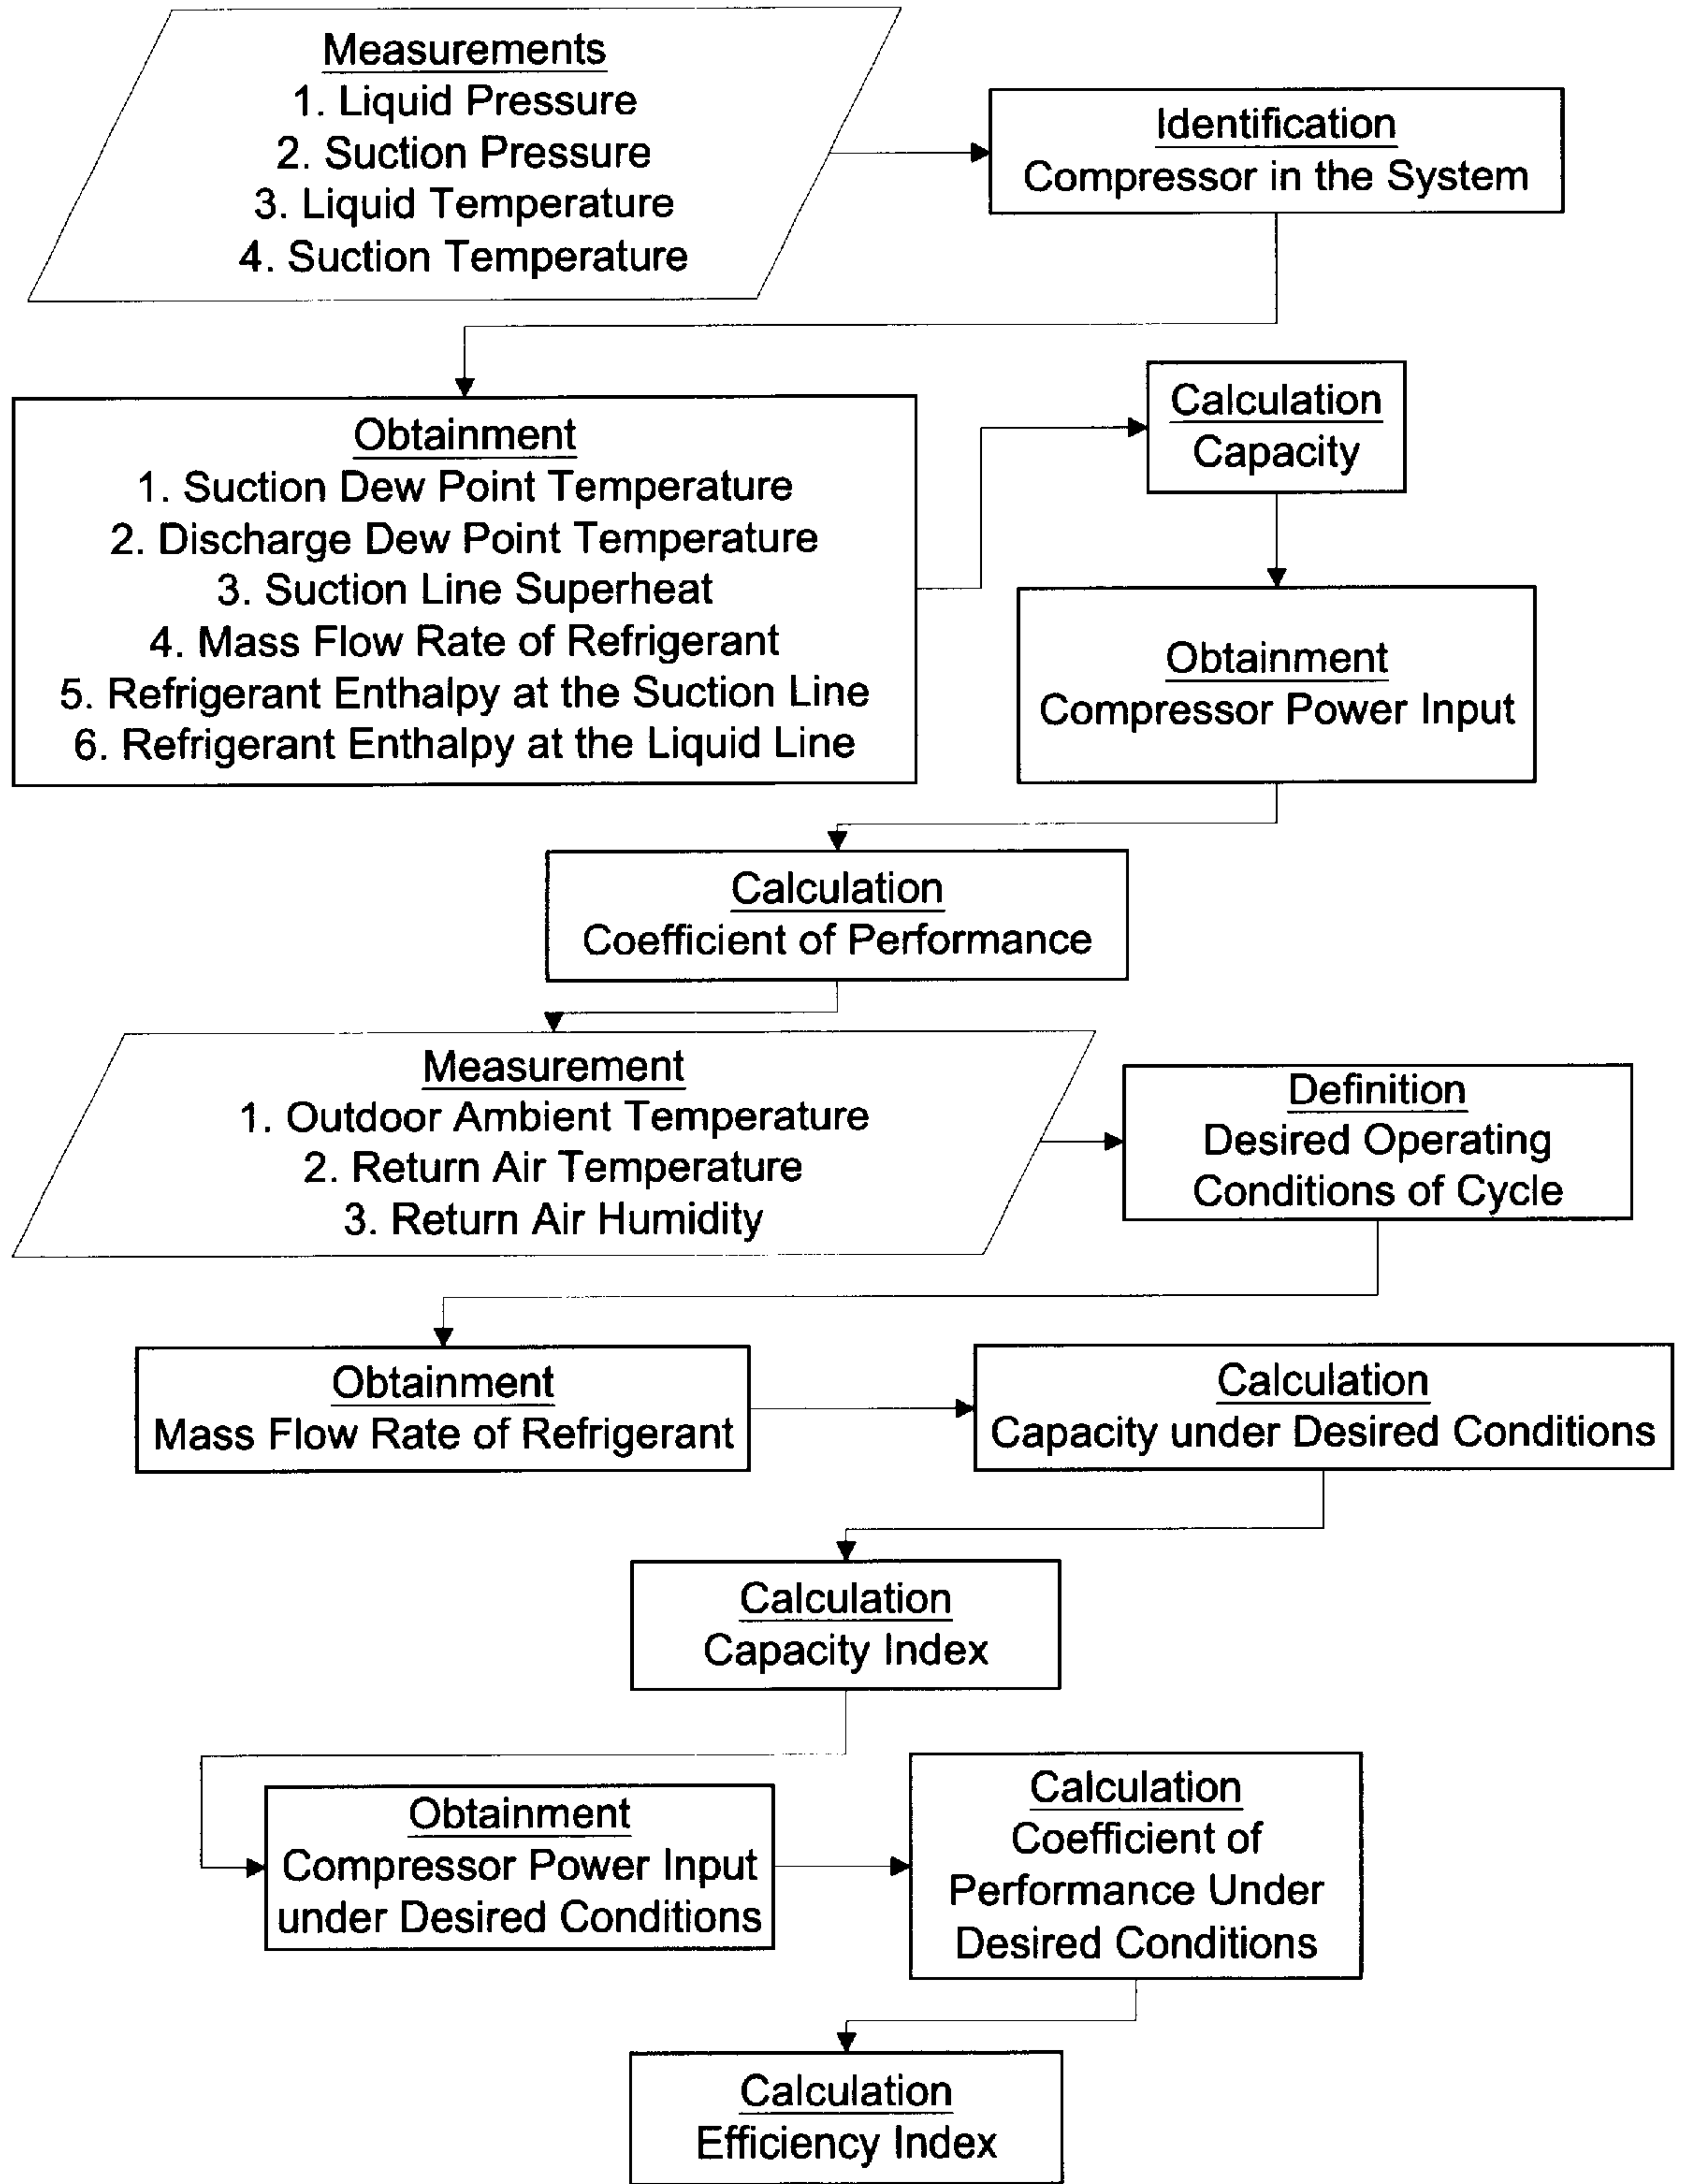 Measurements
1. Liquid Pressure
2. Suction Pressure
3. Liquid Temperature
4. Suction Temperature
Identification
Compressor in the System
Obtainment
1. Suction Dew Point Temperature
2. Discharge Dew Point Temperature
3. Suction Line Superheat
4. Mass Flow Rate of Refrigerant
5. Refrigerant Enthalpy at the Suction Line
6. Refrigerant Enthalpy at the Liquid Line
Calculation
Capacity
Obtainment
Compressor Power Input
Calculation
Coefficient of Performance
Measurement
1. Outdoor Ambient Temperature
2. Return Air Temperature
3. Return Air Humidity
Definition
Desired Operating
Conditions of Cycle
Obtainment
Mass Flow Rate of Refrigerant
Calculation
Capacity under Desired Conditions
Calculation
Capacity Index
Obtainment
Compressor Power Input
under Desired Conditions
Calculation
Coefficient of
Performance Under
Desired Conditions
Calculation
Efficiency Index